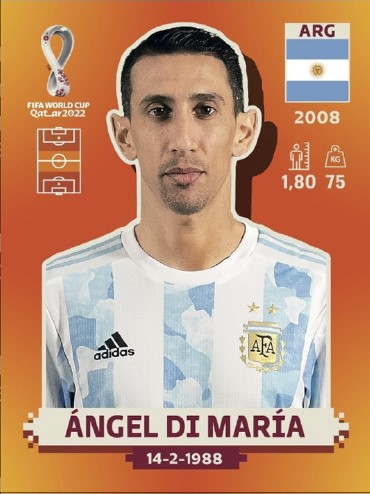 FIFA WORLD CUP
Qatar2022
ARG
2008
KG
1,80 75
adidas
AFA
ÁNGEL DI MARÍA
14-2-1988